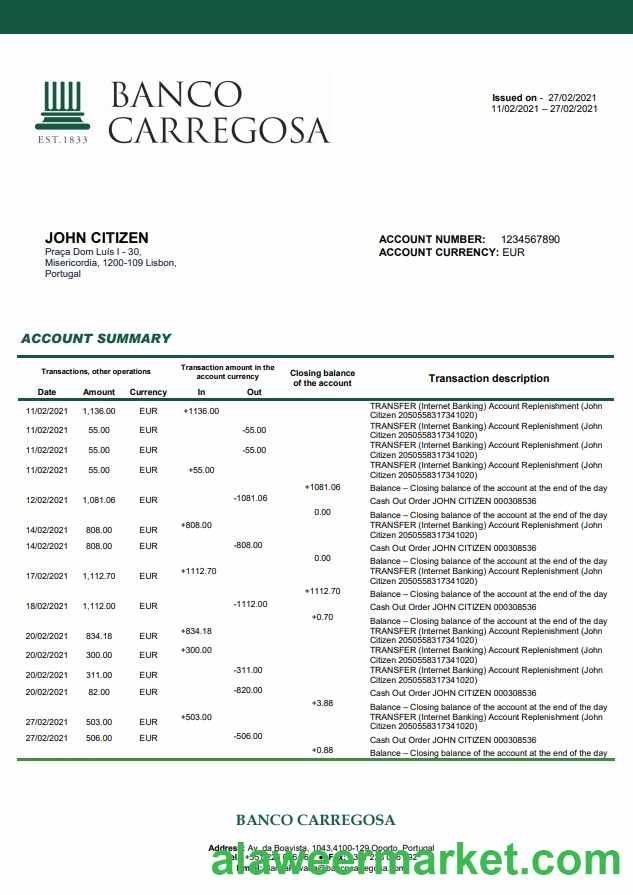 BANCO
CARREGOSA
EST.1833
Issued on - 27/02/2021
11/02/2021 – 27/02/2021
JOHN CITIZEN
Praça Dom Luís I - 30,
Misericordia, 1200-109 Lisbon,
Portugal
ACCOUNT NUMBER: 1234567890
ACCOUNT CURRENCY: EUR
ACCOUNT SUMMARY
Transactions, other operations
Transaction amount in the
account currency
Closing balance
of the account
Transaction description
Date Amount Currency In Out
11/02/2021 1,136.00 EUR +1136.00 TRANSFER (Internet Banking) Account Replenishment (John
Citizen 2050558317341020)
11/02/2021 55.00 EUR -55.00 TRANSFER (Internet Banking) Account Replenishment (John
Citizen 2050558317341020)
11/02/2021 55.00 EUR -55.00 TRANSFER (Internet Banking) Account Replenishment (John
Citizen 2050558317341020)
11/02/2021 55.00 EUR +55.00 TRANSFER (Internet Banking) Account Replenishment (John
Citizen 2050558317341020)
+1081.06 Balance – Closing balance of the account at the end of the day
12/02/2021 1,081.06 EUR -1081.06 Cash Out Order JOHN CITIZEN 000308536
0.00 Balance – Closing balance of the account at the end of the day
14/02/2021 808.00 EUR +808.00 TRANSFER (Internet Banking) Account Replenishment (John
Citizen 2050558317341020)
14/02/2021 808.00 EUR -808.00 Cash Out Order JOHN CITIZEN 000308536
0.00 Balance – Closing balance of the account at the end of the day
17/02/2021 1,112.70 EUR +1112.70 TRANSFER (Internet Banking) Account Replenishment (John
Citizen 2050558317341020)
+1112.70 Balance – Closing balance of the account at the end of the day
18/02/2021 1,112.00 EUR -1112.00 Cash Out Order JOHN CITIZEN 000308536
+0.70 Balance – Closing balance of the account at the end of the day
20/02/2021 834.18 EUR +834.18 TRANSFER (Internet Banking) Account Replenishment (John
Citizen 2050558317341020)
20/02/2021 300.00 EUR +300.00 TRANSFER (Internet Banking) Account Replenishment (John
Citizen 2050558317341020)
20/02/2021 311.00 EUR -311.00 TRANSFER (Internet Banking) Account Replenishment (John
Citizen 2050558317341020)
20/02/2021 82.00 EUR -820.00 Cash Out Order JOHN CITIZEN 000308536
+3.88 Balance – Closing balance of the account at the end of the day
27/02/2021 503.00 EUR +503.00 TRANSFER (Internet Banking) Account Replenishment (John
Citizen 2050558317341020)
27/02/2021 506.00 EUR -506.00 Cash Out Order JOHN CITIZEN 000308536
+0.88 Balance – Closing balance of the account at the end of the day
BANCO CARREGOSA
Address: Av. da Boavista, 1043,4100-129 Oporto, Portugal
alaweermarket.com